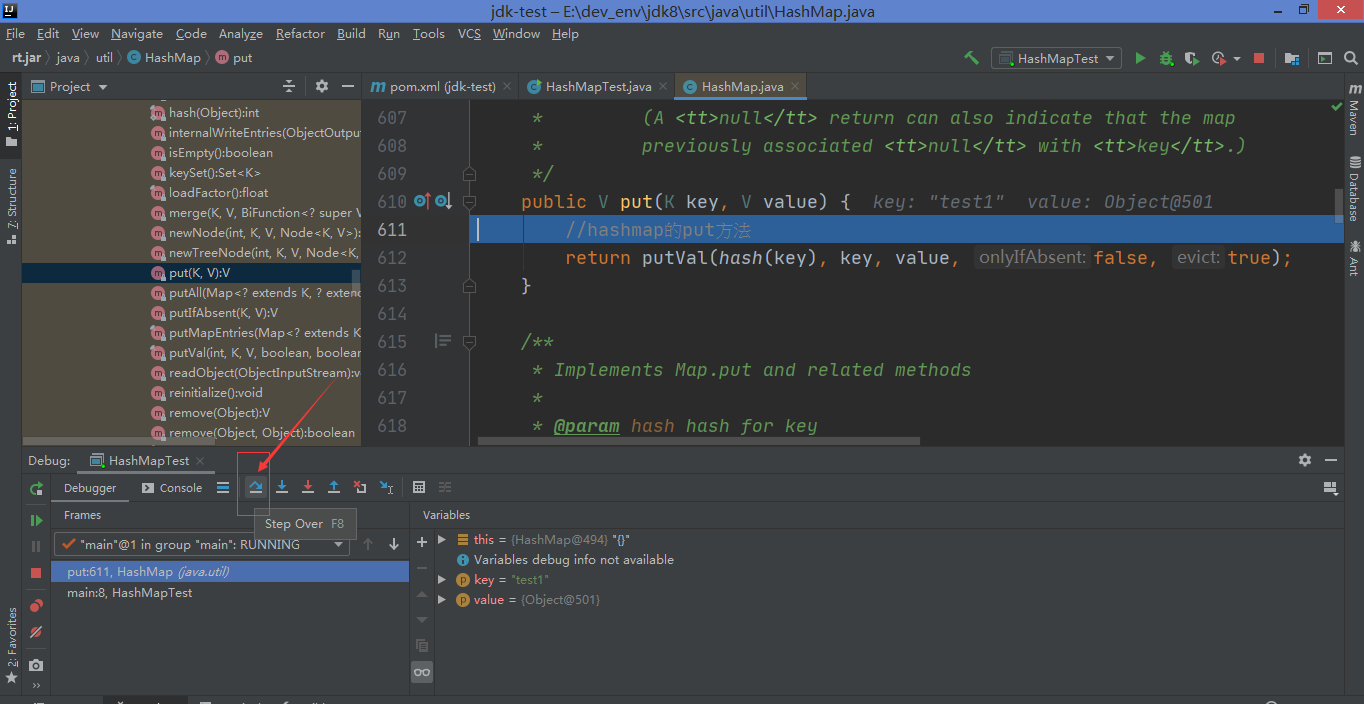 jdk-test – E:\dev_env\jdk8\src\java\util\HashMap.java
File Edit View Navigate Code Analyze Refactor Build Run Tools VCS Window Help
rt.jar java util HashMap put
HashMapTest
1: Project
7: Structure
2: Favorites
Project
hash(Object):int
internalWriteEntries(ObjectOutpu
isEmpty():boolean
keySet():Set<K>
loadFactor():float
merge(K, V, BiFunction<? super V
newNode(int, K, V, Node<K, V>):
newTreeNode(int, K, V, Node<K,
put(K, V):V
putAll(Map<? extends K, ? extend
putIfAbsent(K, V):V
putMapEntries(Map<? extends K
putVal(int, K, V, boolean, boolear
readObject(ObjectInputStream):v
reinitialize():void
remove(Object):V
remove(Object, Object):boolean
pom.xml (jdk-test) HashMapTest.java HashMap.java
607 * (A <tt>null</tt> return can also indicate that the map
608 * previously associated <tt>null</tt> with <tt>key</tt>.)
609 */
610 public V put(K key, V value) { key: "test1" value: Object@501
611 //hashmap的put方法
612 return putVal(hash(key), key, value, onlyIfAbsent: false, evict: true);
613 }
614
615 /**
616 * Implements Map.put and related methods
617 *
618 * @param hash hash for key
Maven
Database
Ant
Debug: HashMapTest
Debugger Console
Step Over F8
Frames
"main"@1 in group "main": RUNNING
put:611, HashMap (java.util)
main:8, HashMapTest
Variables
this = {HashMap@494} "{}"
Variables debug info not available
key = "test1"
value = {Object@501}